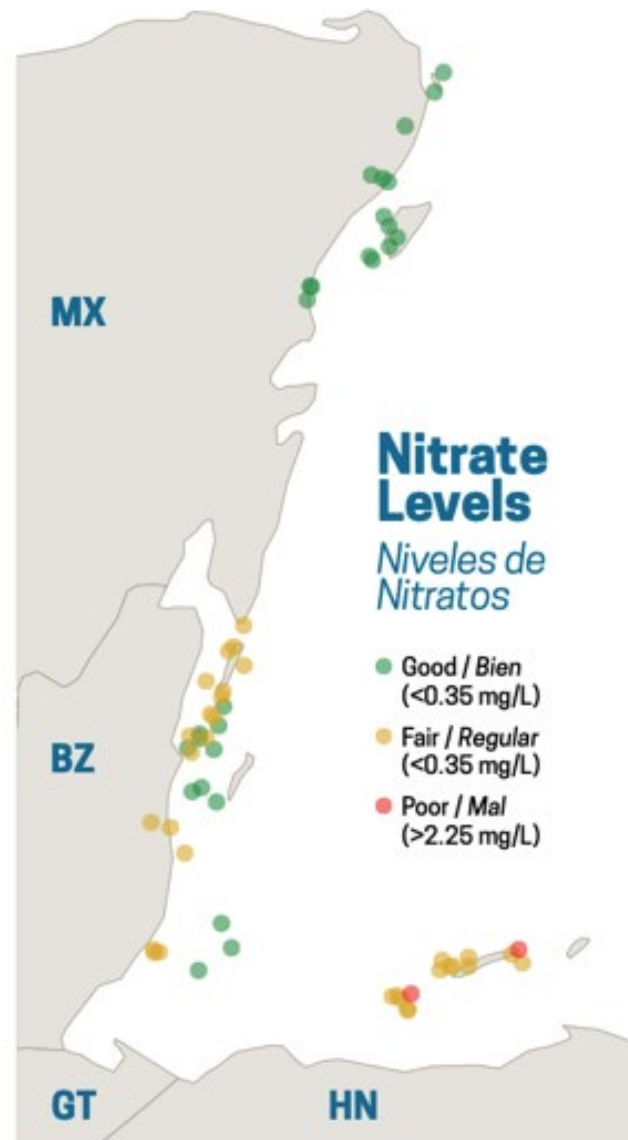 MX
Nitrate
Levels
Niveles de
Nitratos
Good / Bien
(<0.35 mg/L)
Fair / Regular
(<0.35 mg/L)
Poor / Mal
(>2.25 mg/L)
BZ
GT
HN